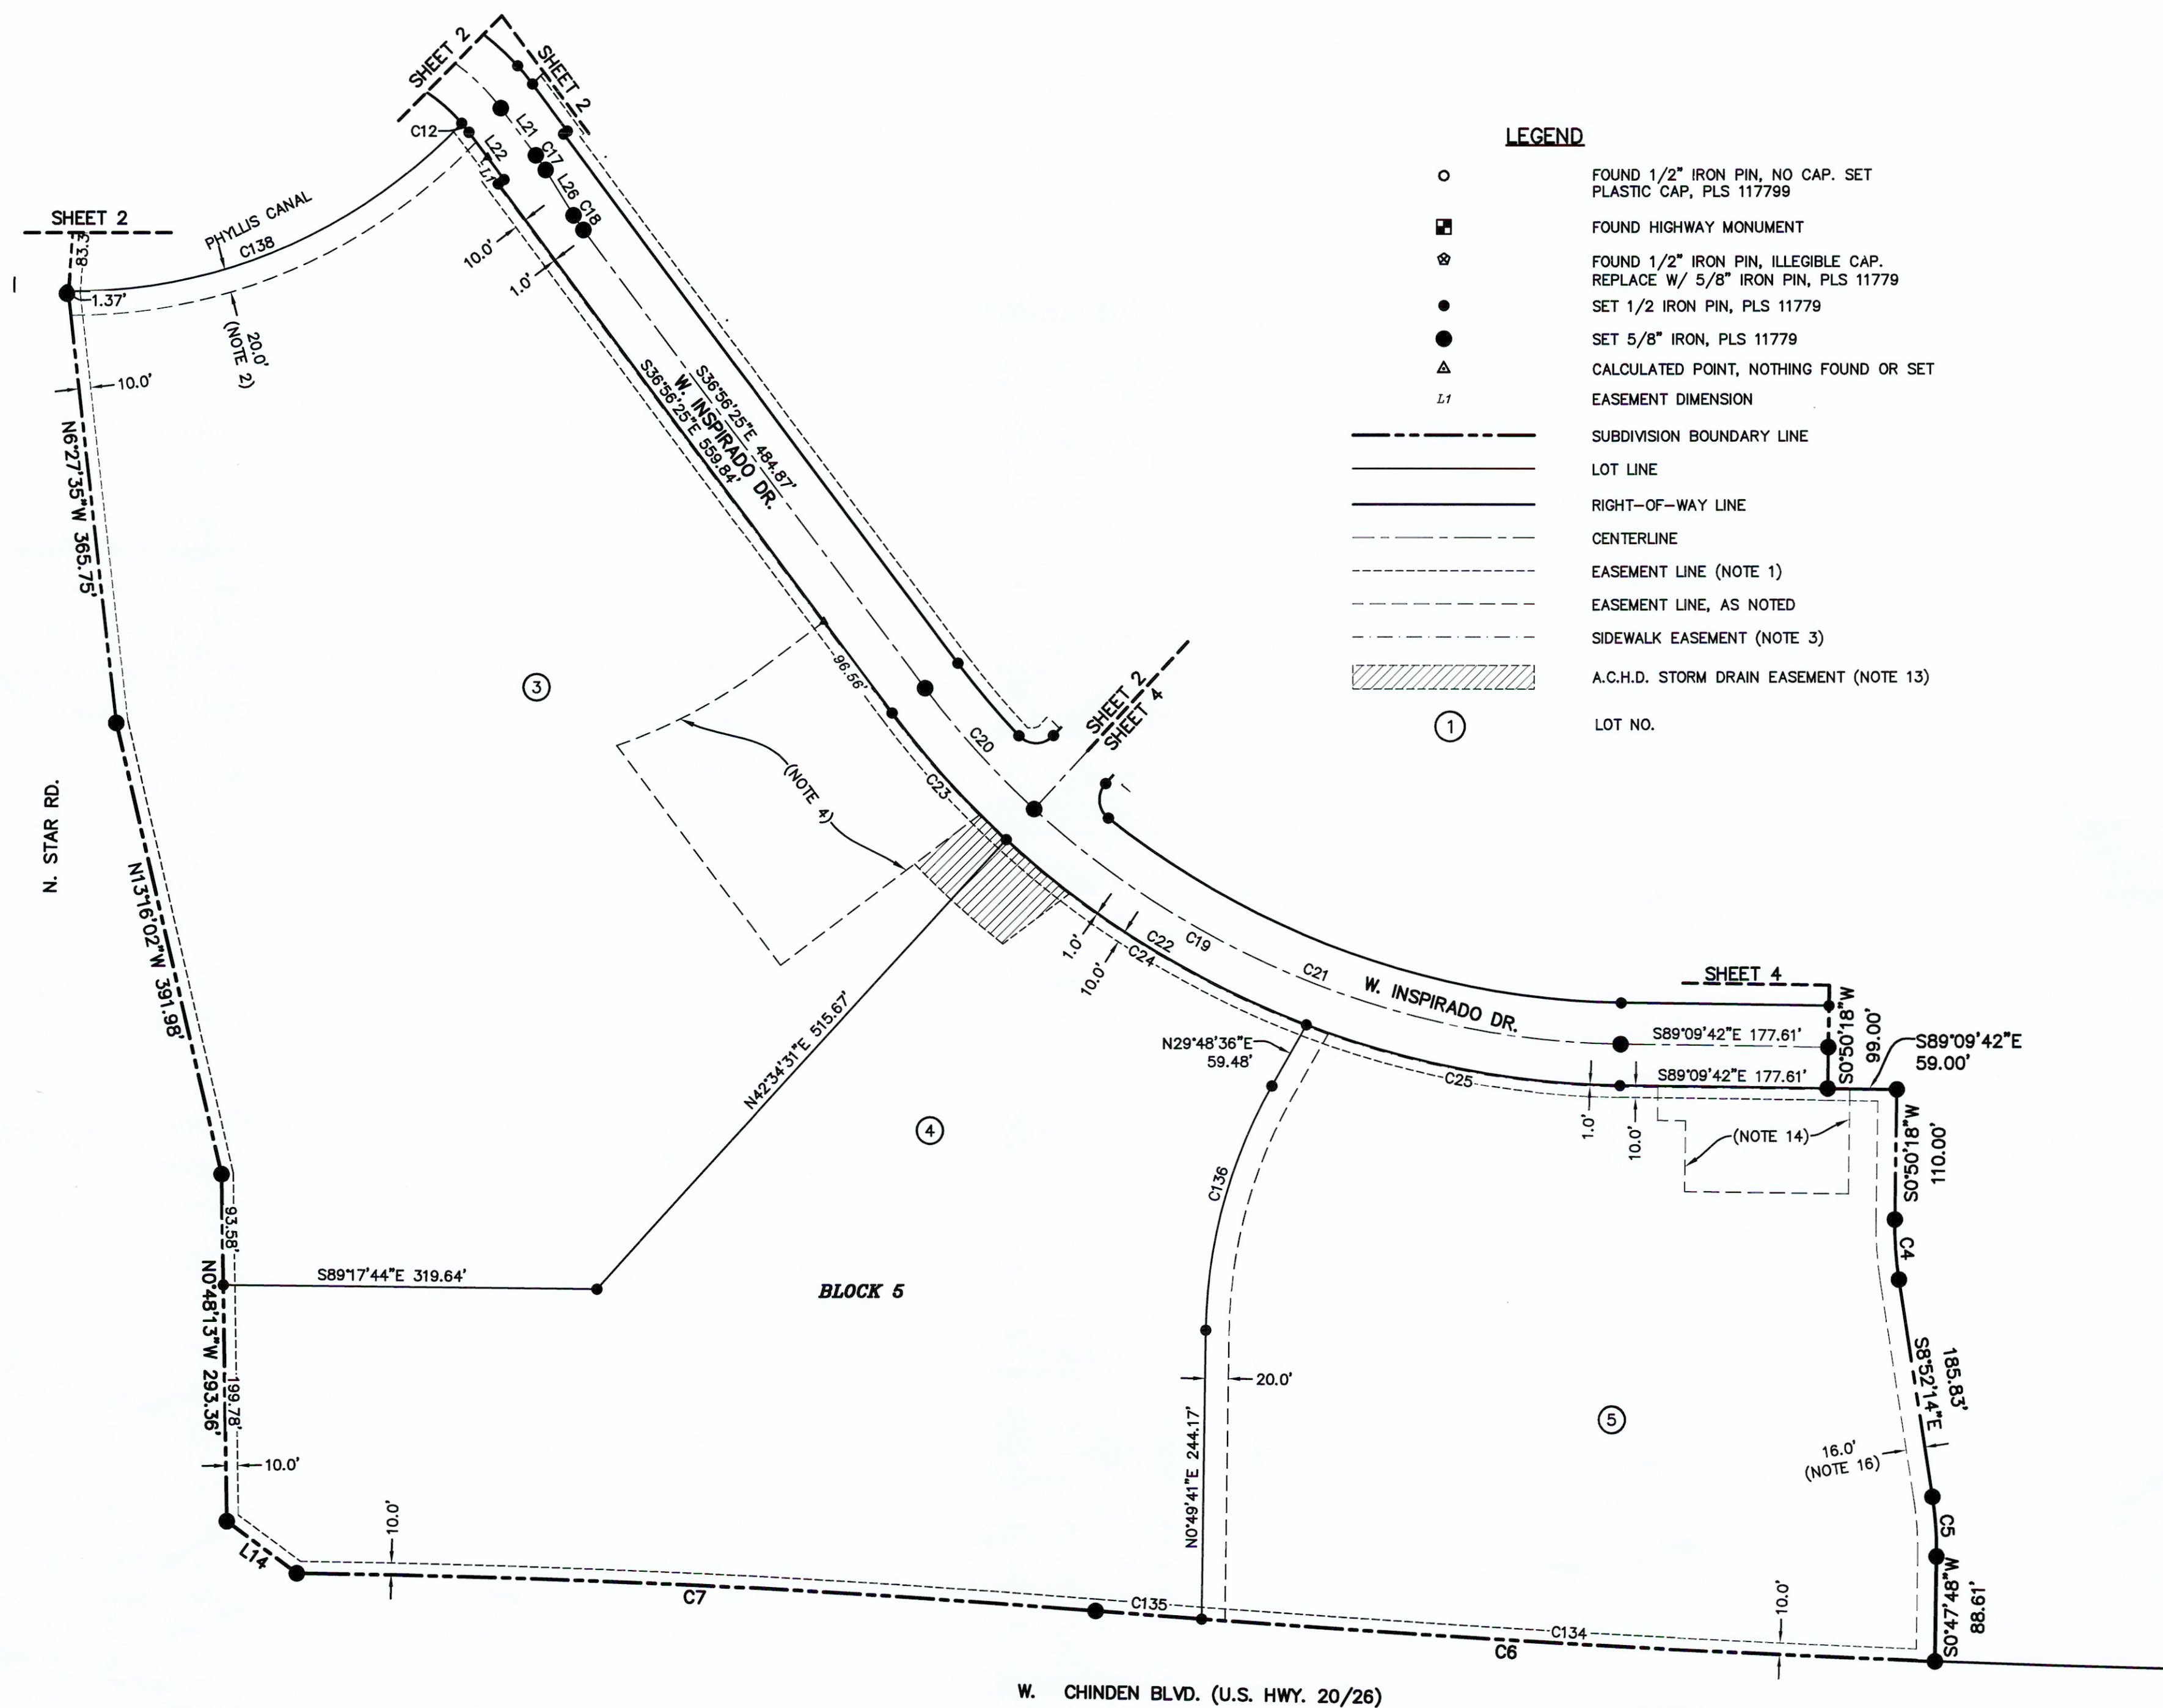 SHEET 2
SHEET 2
C12
L22
L1
L21
C17
L26
C18
PHYLLIS CANAL
C138
SHEET 2
83.3
1.37'
20.0'
(NOTE 2)
10.0'
10.0'
1.0'
N6°27'35"W 365.75'
S36°56'25"E 484.87'
W. INSPIRADO DR.
S36°56'25"E 559.84'
LEGEND
FOUND 1/2" IRON PIN, NO CAP. SET
PLASTIC CAP, PLS 117799
FOUND HIGHWAY MONUMENT
FOUND 1/2" IRON PIN, ILLEGIBLE CAP.
REPLACE W/ 5/8" IRON PIN, PLS 11779
SET 1/2 IRON PIN, PLS 11779
SET 5/8" IRON, PLS 11779
CALCULATED POINT, NOTHING FOUND OR SET
L1 EASEMENT DIMENSION
SUBDIVISION BOUNDARY LINE
LOT LINE
RIGHT-OF-WAY LINE
CENTERLINE
EASEMENT LINE (NOTE 1)
EASEMENT LINE, AS NOTED
SIDEWALK EASEMENT (NOTE 3)
A.C.H.D. STORM DRAIN EASEMENT (NOTE 13)
1 LOT NO.
3
96.56'
C20
C23
SHEET 2
SHEET 4
(NOTE 4)
N. STAR RD.
N13°16'02"W 391.98'
1.0'
10.0'
C22
C24
C19
C21
W. INSPIRADO DR.
SHEET 4
S0°50'18"W
99.00'
S89°09'42"E
59.00'
S89°09'42"E 177.61'
S89°09'42"E 177.61'
N29°48'36"E
59.48'
C25
1.0'
10.0'
(NOTE 14)
S0°50'18"W
110.00'
N42°34'31"E 515.67'
4
C136
C4
93.58'
S89°17'44"E 319.64'
BLOCK 5
N0°48'13"W 293.36'
199.78'
10.0'
20.0'
N0°49'41"E 244.17'
5
185.83'
S8°52'14"E
16.0'
(NOTE 16)
C5
L14
10.0'
C7
C135
C134
C6
10.0'
S0°47'48"W
88.61'
W. CHINDEN BLVD. (U.S. HWY. 20/26)